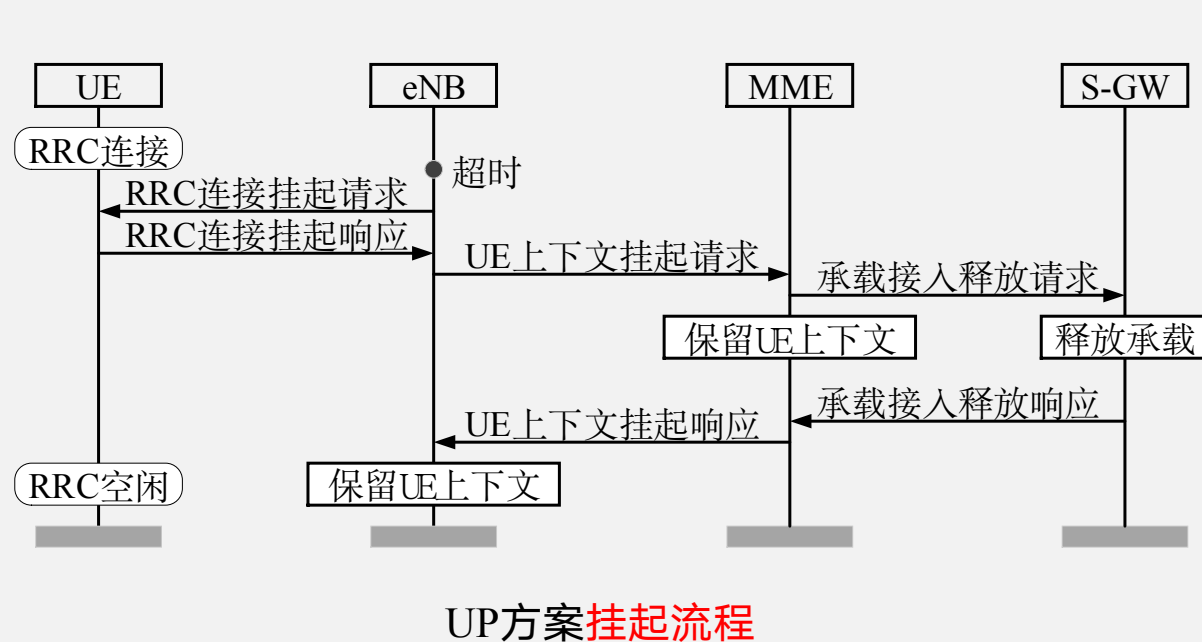 UE
eNB
MME
S-GW
RRC连接
超时
RRC连接挂起请求
RRC连接挂起响应
UE上下文挂起请求
承载接入释放请求
保留UE上下文
释放承载
承载接入释放响应
UE上下文挂起响应
RRC空闲
保留UE上下文
UP方案挂起流程